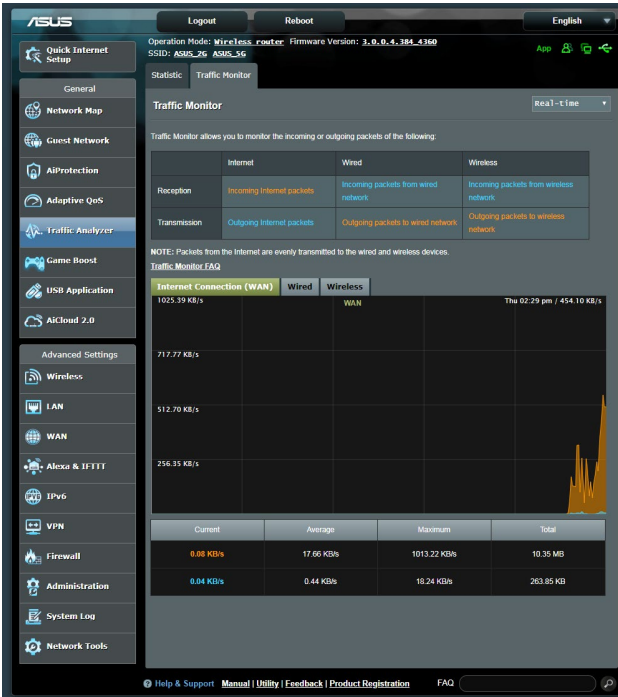 ASUS
Logout
Reboot
English
Quick Internet
Setup
Operation Mode: Wireless router Firmware Version: 3.0.0.4.384_4360
SSID: ASUS_2G ASUS_5G
App
Statistic
Traffic Monitor
General
Network Map
Guest Network
AiProtection
Adaptive QoS
Traffic Analyzer
Game Boost
USB Application
AiCloud 2.0
Advanced Settings
Wireless
LAN
WAN
Alexa & IFTTT
IPv6
VPN
Firewall
Administration
System Log
Network Tools
Traffic Monitor
Real-time
Traffic Monitor allows you to monitor the incoming or outgoing packets of the following:
Internet Wired Wireless
Reception
Incoming Internet packets
Incoming packets from wired
network
Incoming packets from wireless
network
Transmission
Outgoing Internet packets
Outgoing packets to wired network
Outgoing packets to wireless
network
NOTE: Packets from the Internet are evenly transmitted to the wired and wireless devices.
Traffic Monitor FAQ
Internet Connection (WAN) Wired Wireless
1025.39 KB/s
WAN
Thu 02:29 pm / 454.10 KB/s
717.77 KB/s
512.70 KB/s
256.35 KB/s
Current Average Maximum Total
0.08 KB/s 17.66 KB/s 1013.22 KB/s 10.35 MB
0.04 KB/s 0.44 KB/s 18.24 KB/s 263.85 KB
Help & Support Manual | Utility | Feedback | Product Registration FAQ